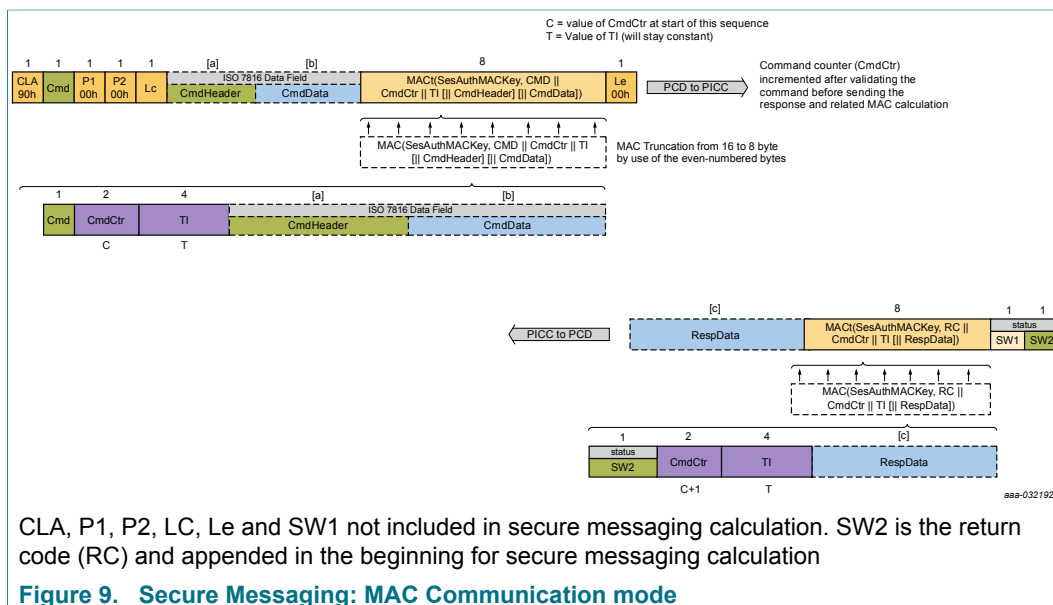 C = value of CmdCtr at start of this sequence
T = Value of TI (will stay constant)
1 1 1 1 1 [a] [b] 8 1
CLA
90h
Cmd
P1
00h
P2
00h
Lc
ISO 7816 Data Field
CmdHeader
CmdData
MACt(SesAuthMACKey, CMD ||
CmdCtr || TI [|| CmdHeader] [|| CmdData])
Le
00h
PCD to PICC
Command counter (CmdCtr)
incremented after validating the
command before sending the
response and related MAC calculation
MAC(SesAuthMACKey, CMD || CmdCtr || TI
[|| CmdHeader] [|| CmdData])
MAC Truncation from 16 to 8 byte
by use of the even-numbered bytes
1 2 4 [a] [b]
Cmd
CmdCtr
TI
ISO 7816 Data Field
CmdHeader
CmdData
C T
[c] 8 1 1
PICC to PCD
RespData
MACt(SesAuthMACKey, RC ||
CmdCtr || TI [|| RespData])
status
SW1
SW2
MAC(SesAuthMACKey, RC ||
CmdCtr || TI [|| RespData])
1 2 4 [c]
status
SW2
CmdCtr
TI
RespData
C+1 T
aaa-032192
CLA, P1, P2, LC, Le and SW1 not included in secure messaging calculation. SW2 is the return
code (RC) and appended in the beginning for secure messaging calculation
Figure 9. Secure Messaging: MAC Communication mode